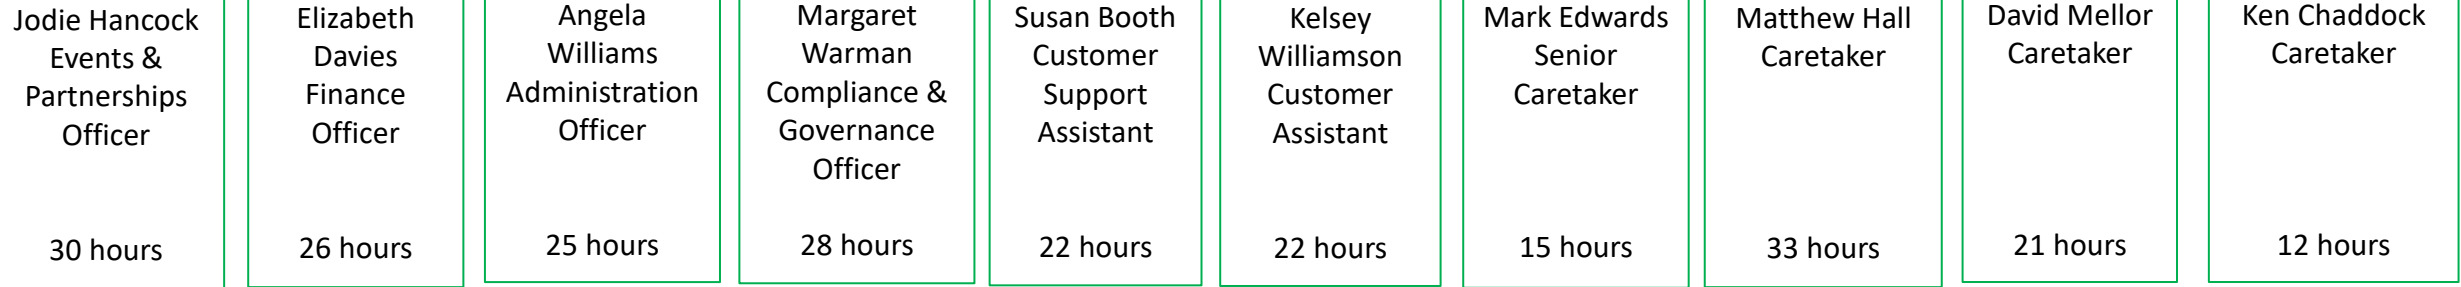 Jodie Hancock
Events &
Partnerships
Officer
30 hours
Elizabeth
Davies
Finance
Officer
26 hours
Angela
Williams
Administration
Officer
25 hours
Margaret
Warman
Compliance &
Governance
Officer
28 hours
Susan Booth
Customer
Support
Assistant
22 hours
Kelsey
Williamson
Customer
Assistant
22 hours
Mark Edwards
Senior
Caretaker
15 hours
Matthew Hall
Caretaker
33 hours
David Mellor
Caretaker
21 hours
Ken Chaddock
Caretaker
12 hours